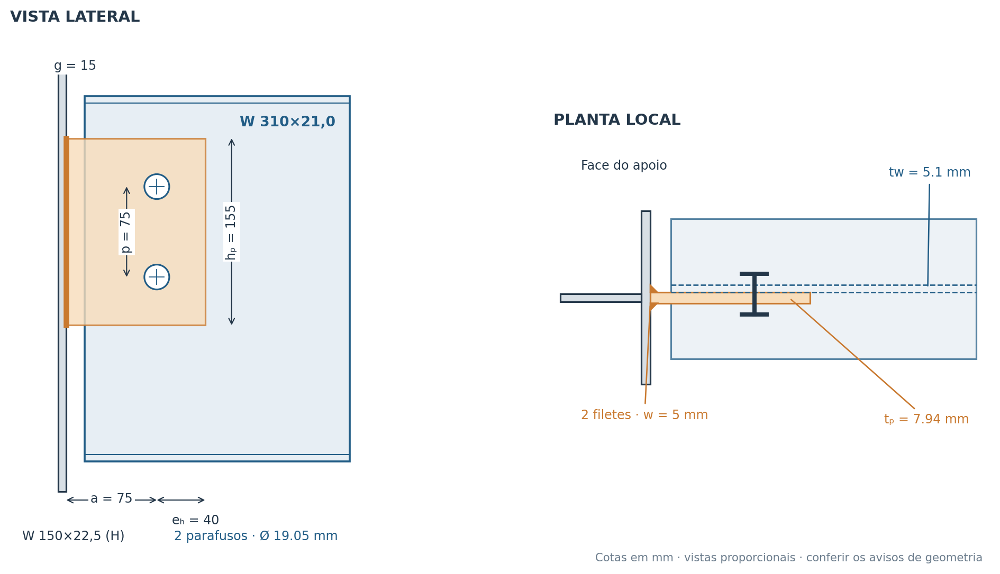 VISTA LATERAL
g = 15
W 310×21,0
p = 75
hₚ = 155
a = 75
eₕ = 40
W 150×22,5 (H)
2 parafusos · Ø 19.05 mm
PLANTA LOCAL
Face do apoio
tw = 5.1 mm
2 filetes · w = 5 mm
tₚ = 7.94 mm
Cotas em mm · vistas proporcionais · conferir os avisos de geometria